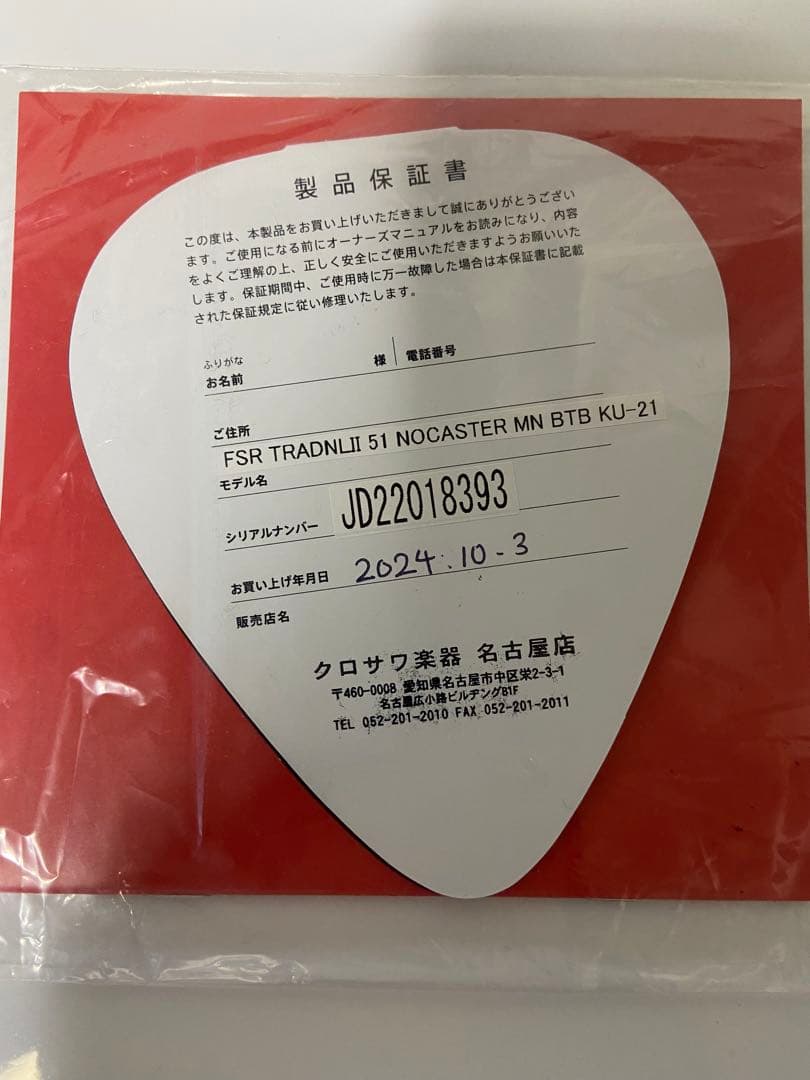 製品保証書
この度は、本製品をお買い上げいただきまして誠にありがとうござい
ます。ご使用になる前にオーナーズマニュアルをお読みになり、内容
をよくご理解の上、正しく安全にご使用いただきますようお願いいた
します。保証期間中、ご使用時に万一故障した場合は本保証書に記載
された保証規定に従い修理いたします。
ふりがな
お名前 様 電話番号
ご住所
FSR TRADNLII 51 NOCASTER MN BTB KU-21
モデル名
シリアルナンバー JD22018393
お買い上げ年月日 2024.10-3
販売店名
クロサワ楽器 名古屋店
〒460-0008 愛知県名古屋市中区栄2-3-1
名古屋広小路ビルヂングB1F
TEL 052-201-2010 FAX 052-201-2011